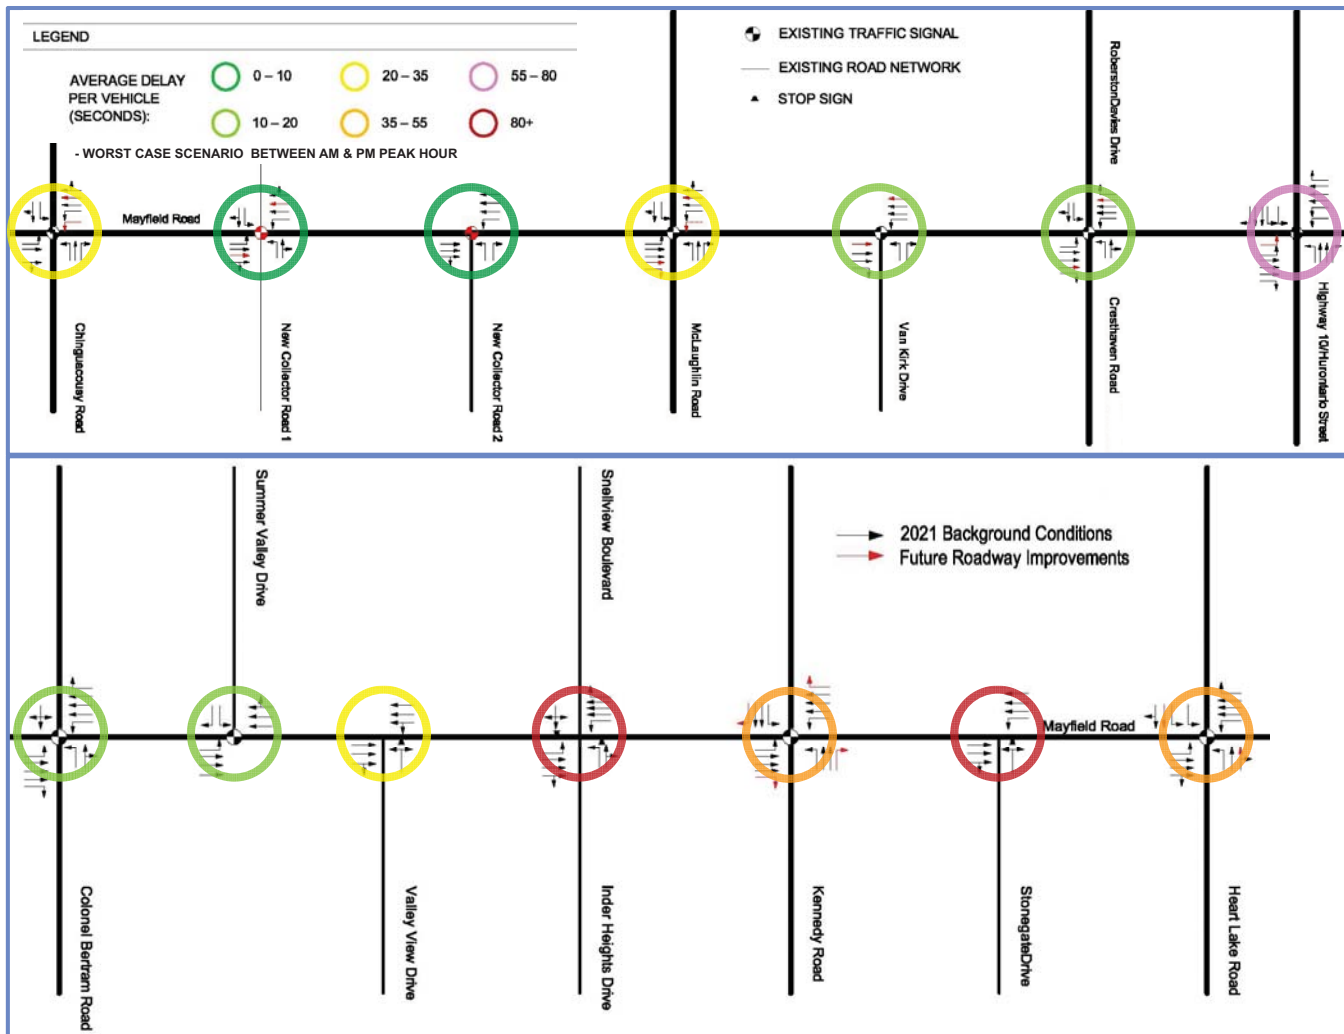 LEGEND
AVERAGE DELAY
PER VEHICLE
(SECONDS):
0 – 10
20 – 35
55 – 80
10 – 20
35 – 55
80+
- WORST CASE SCENARIO BETWEEN AM & PM PEAK HOUR
EXISTING TRAFFIC SIGNAL
EXISTING ROAD NETWORK
STOP SIGN
Mayfield Road
Chinguacousy Road
New Collector Road 1
New Collector Road 2
McLaughlin Road
Van Kirk Drive
RoberstonDavies Drive
Cresthaven Road
Highway 10/Hurontario Street
Summer Valley Drive
Snellview Boulevard
2021 Background Conditions
Future Roadway Improvements
Mayfield Road
Colonel Bertram Road
Valley View Drive
Inder Heights Drive
Kennedy Road
StonegateDrive
Heart Lake Road